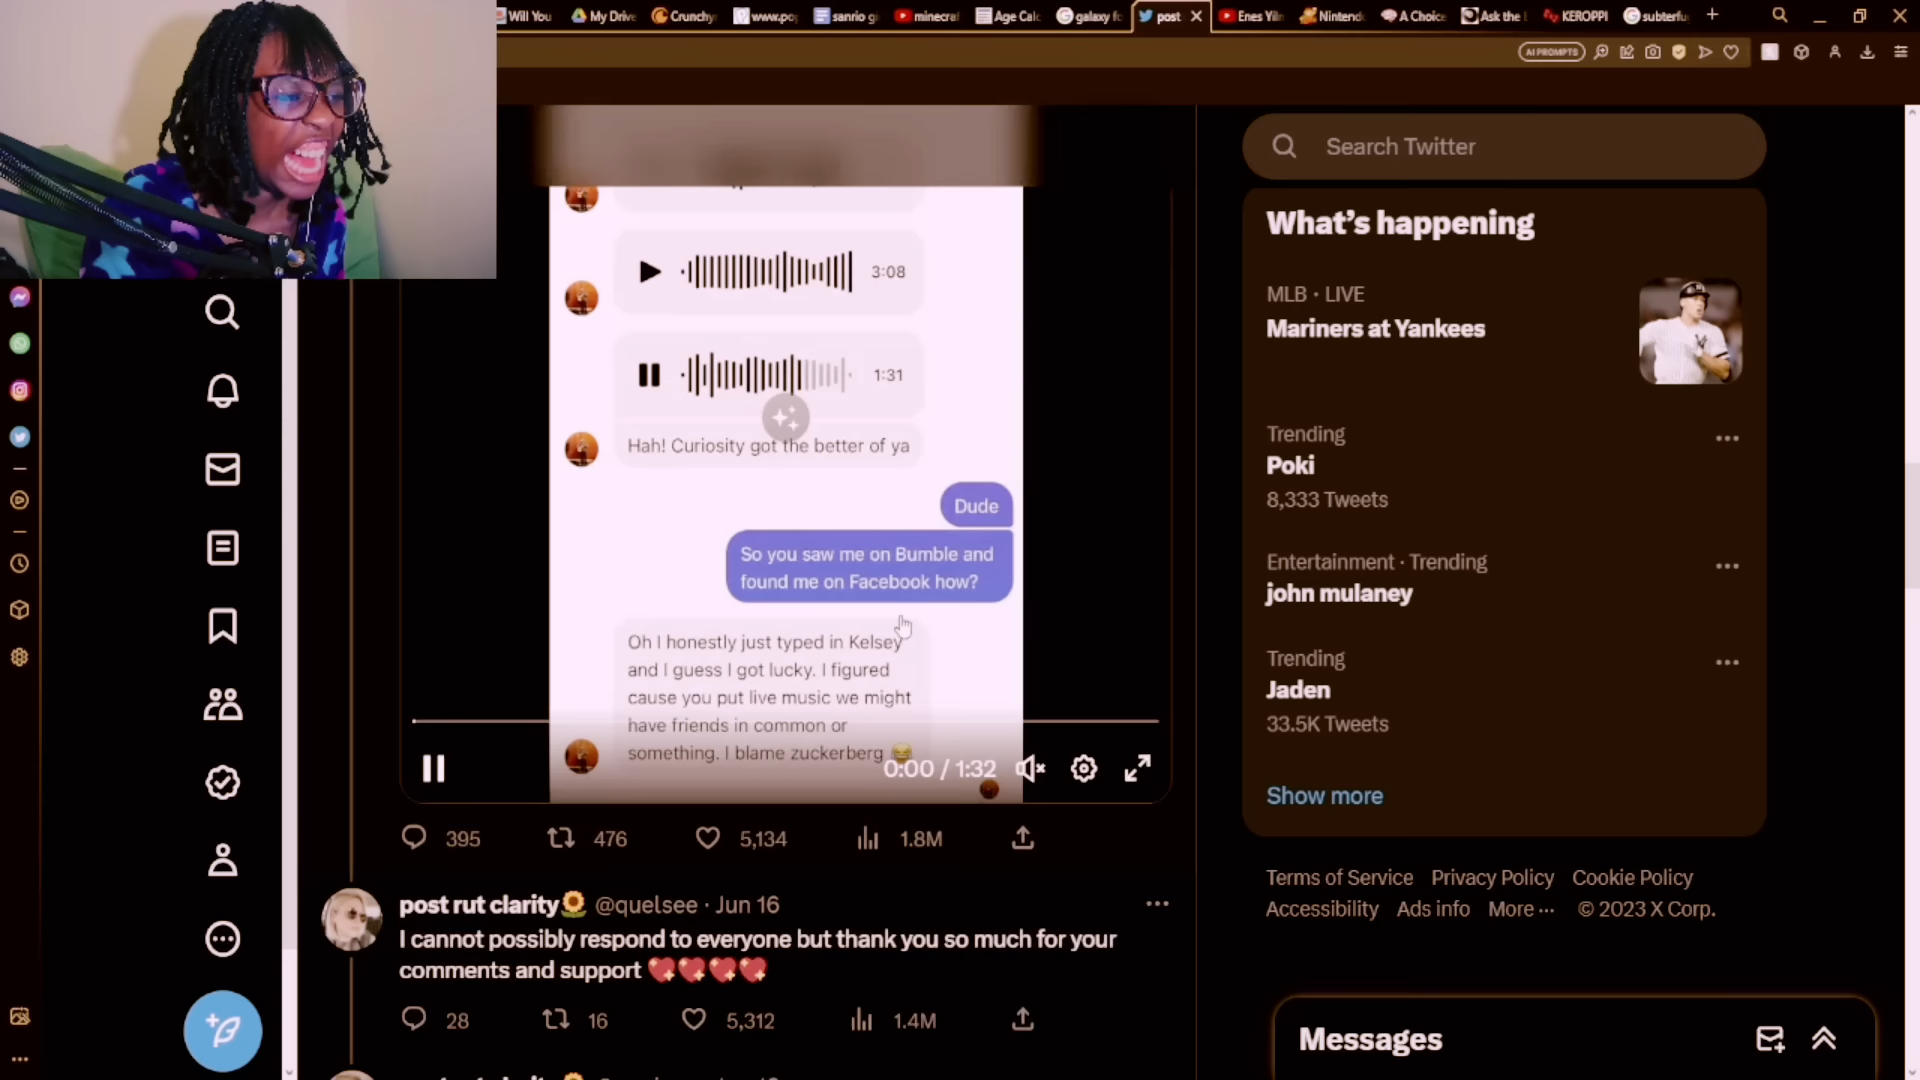 Will You
My Drive
Crunchy
www.po
sanrio gi
minecraf
Age Calc
galaxy fo
post
Enes Yılm
Nintend
A Choice
Ask the
KEROPPI
subterfu
AI PROMPTS
Search Twitter
What's happening
MLB · LIVE
Mariners at Yankees
Trending
Poki
8,333 Tweets
Entertainment · Trending
john mulaney
Trending
Jaden
33.5K Tweets
Show more
Terms of Service Privacy Policy Cookie Policy
Accessibility Ads info More ··· © 2023 X Corp.
Messages
3:08
1:31
Hah! Curiosity got the better of ya
Dude
So you saw me on Bumble and
found me on Facebook how?
Oh I honestly just typed in Kelsey
and I guess I got lucky. I figured
cause you put live music we might
have friends in common or
something. I blame zuckerberg 😂
0:00 / 1:32
395 476 5,134 1.8M
post rut clarity🌻 @quelsee · Jun 16
I cannot possibly respond to everyone but thank you so much for your
comments and support 💖💖💖💖
28 16 5,312 1.4M